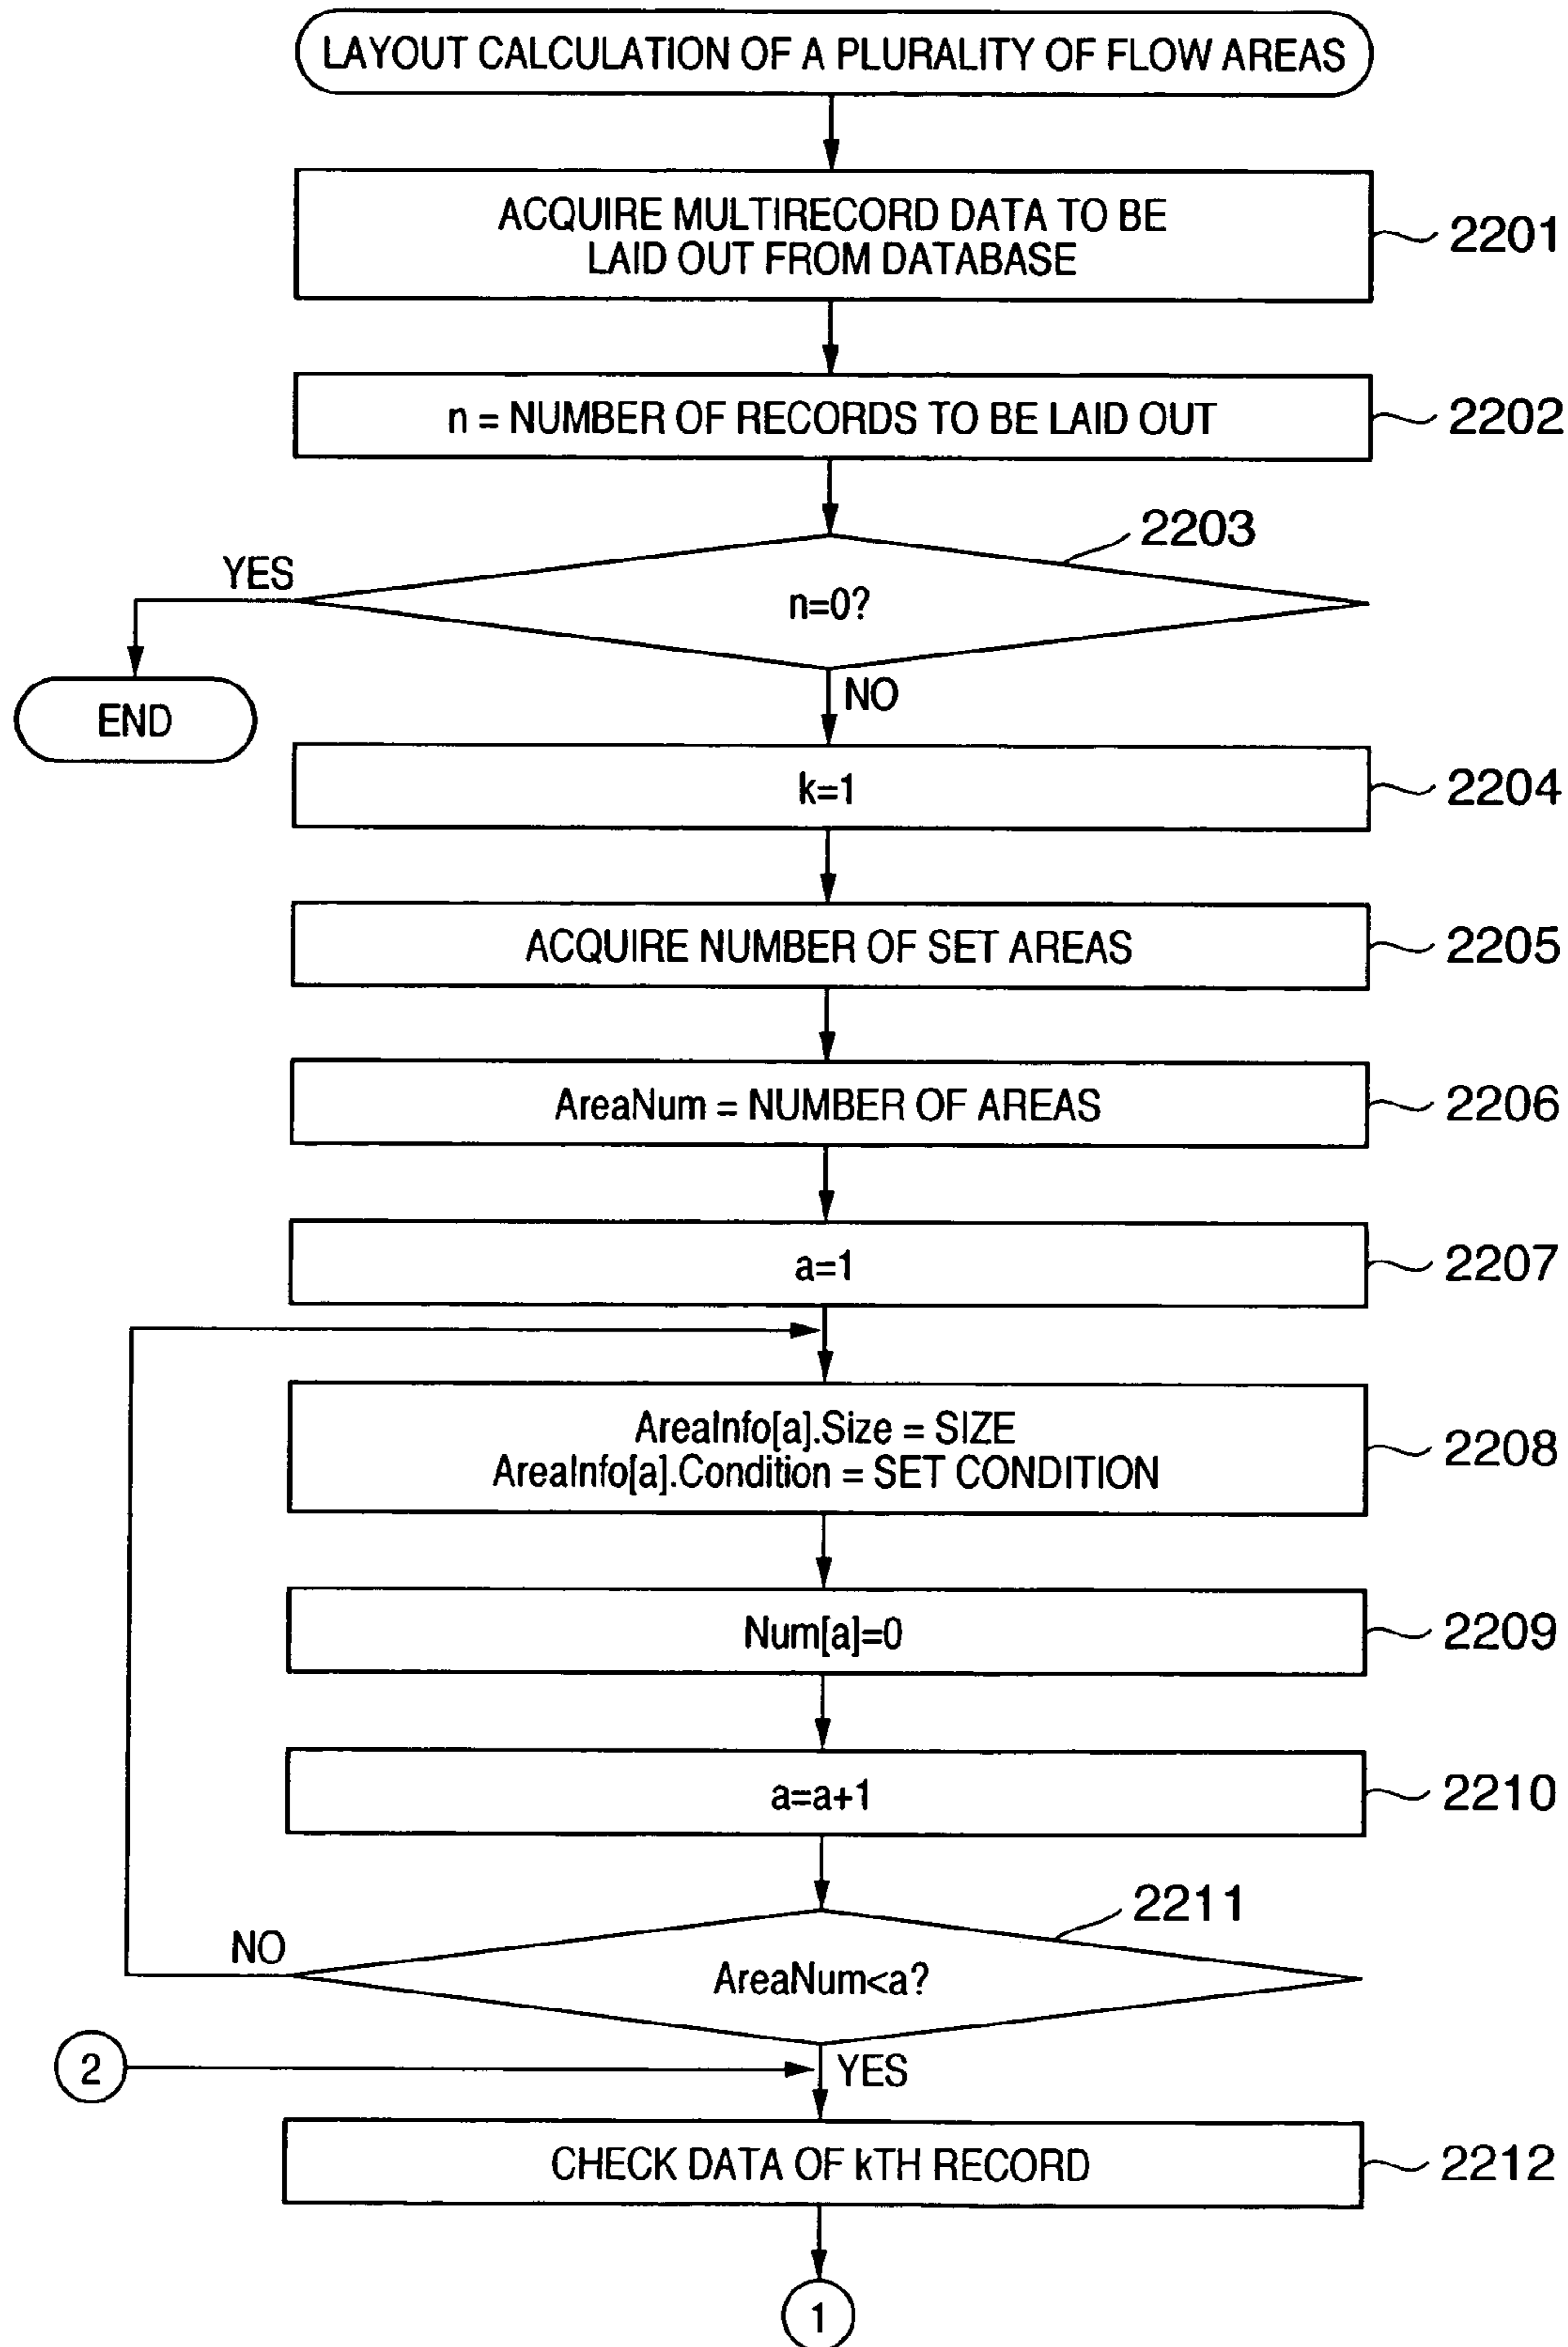 LAYOUT CALCULATION OF A PLURALITY OF FLOW AREAS
ACQUIRE MULTIRECORD DATA TO BE
LAID OUT FROM DATABASE
2201
n = NUMBER OF RECORDS TO BE LAID OUT
2202
2203
YES
n=0?
END
NO
k=1
2204
ACQUIRE NUMBER OF SET AREAS
2205
AreaNum = NUMBER OF AREAS
2206
a=1
2207
AreaInfo[a].Size = SIZE
AreaInfo[a].Condition = SET CONDITION
2208
Num[a]=0
2209
a=a+1
2210
2211
NO
AreaNum<a?
2
YES
CHECK DATA OF kTH RECORD
2212
1